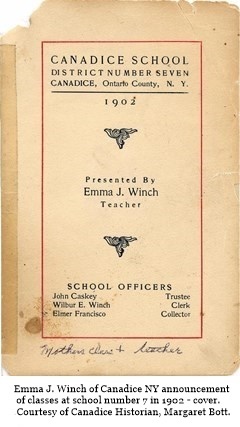 CANADICE SCHOOL
DISTRICT NUMBER SEVEN
CANADICE, Ontario County, N. Y.
1902
Presented By
Emma J. Winch
Teacher
SCHOOL OFFICERS
John Caskey Trustee
Wilbur E. Winch Clerk
Elmer Francisco Collector
Mothers Class + teacher
Emma J. Winch of Canadice NY announcement
of classes at school number 7 in 1902 - cover.
Courtesy of Canadice Historian, Margaret Bott.